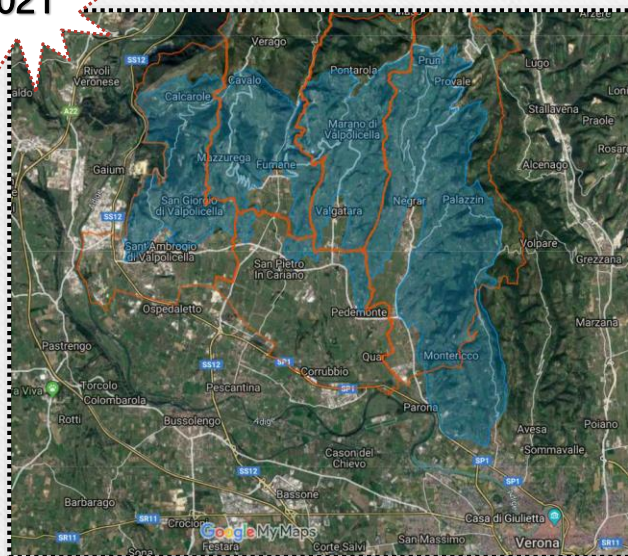 Arzere
Verago
SS12
Lugo
Rivoli
Veronese
Pontarola
Prun
Cavalo
Provale
A22
Calcarole
Stallavena
Marano di
Valpolicella
Praole
Mazzurega
Fumane
Gaium
Alcenago
San Giorgio
di Valpolicella
Negrar
Palazzin
Valgatara
SS12
Sant'Ambrogio
di Valpolicella
Volpare
Grezzana
San Pietro
In Cariano
Ospedaletto
Pedemonte
Marzana
Pastrengo
Montericco
SS12
SP1
Corrubbio
Torcolo
Pescantina
SP1
Colombarola
Parona
Rotti
Bussolengo
Avesa
Poiano
Cason del
Chievo
Sommavalle
SP1
SS12
SP1
Bassone
Barbarago
Casa di Giulietta
SR11
Google My Maps
San Massimo
Verona
SR11
Festara
Corte Salvi